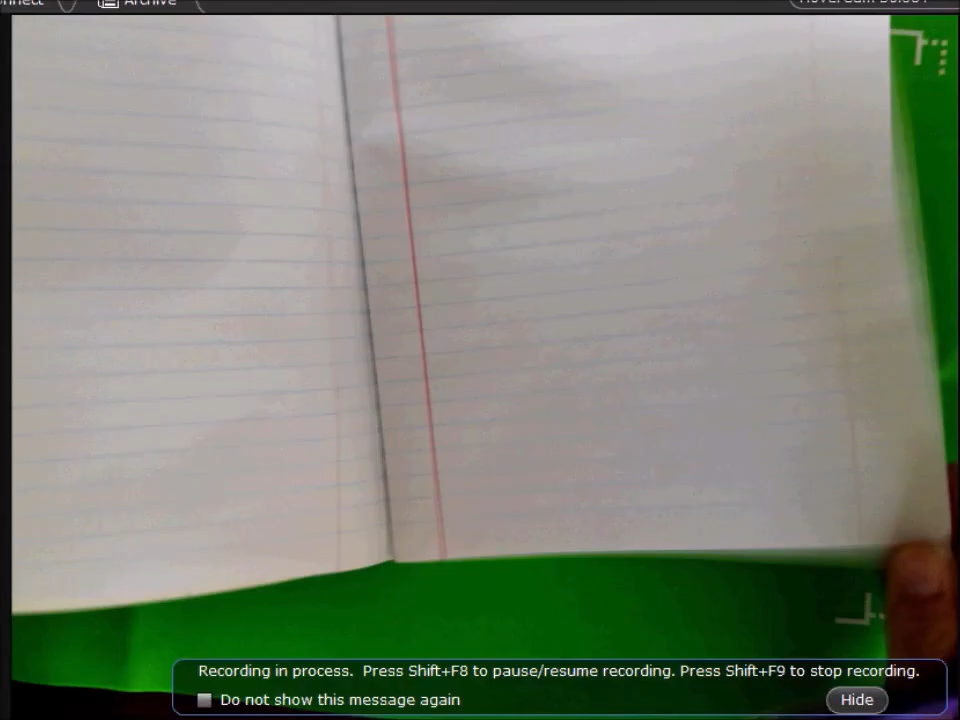 Archive
Recording in process. Press Shift+F8 to pause/resume recording. Press Shift+F9 to stop recording.
Do not show this message again
Hide